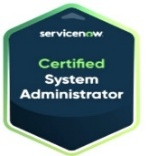 servicenow
Certified
System
Administrator